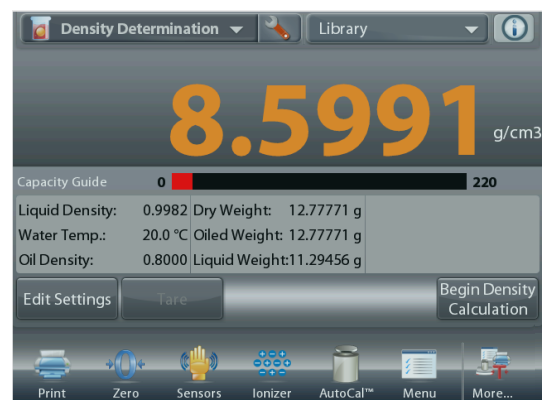 Density Determination Library
8.5991 g/cm3
Capacity Guide 0 220
Liquid Density: 0.9982 Dry Weight: 12.77771 g
Water Temp.: 20.0 °C Oiled Weight: 12.77771 g
Oil Density: 0.8000 Liquid Weight:11.29456 g
Edit Settings Tare Begin Density
Calculation
Print Zero Sensors Ionizer AutoCal™ Menu More...